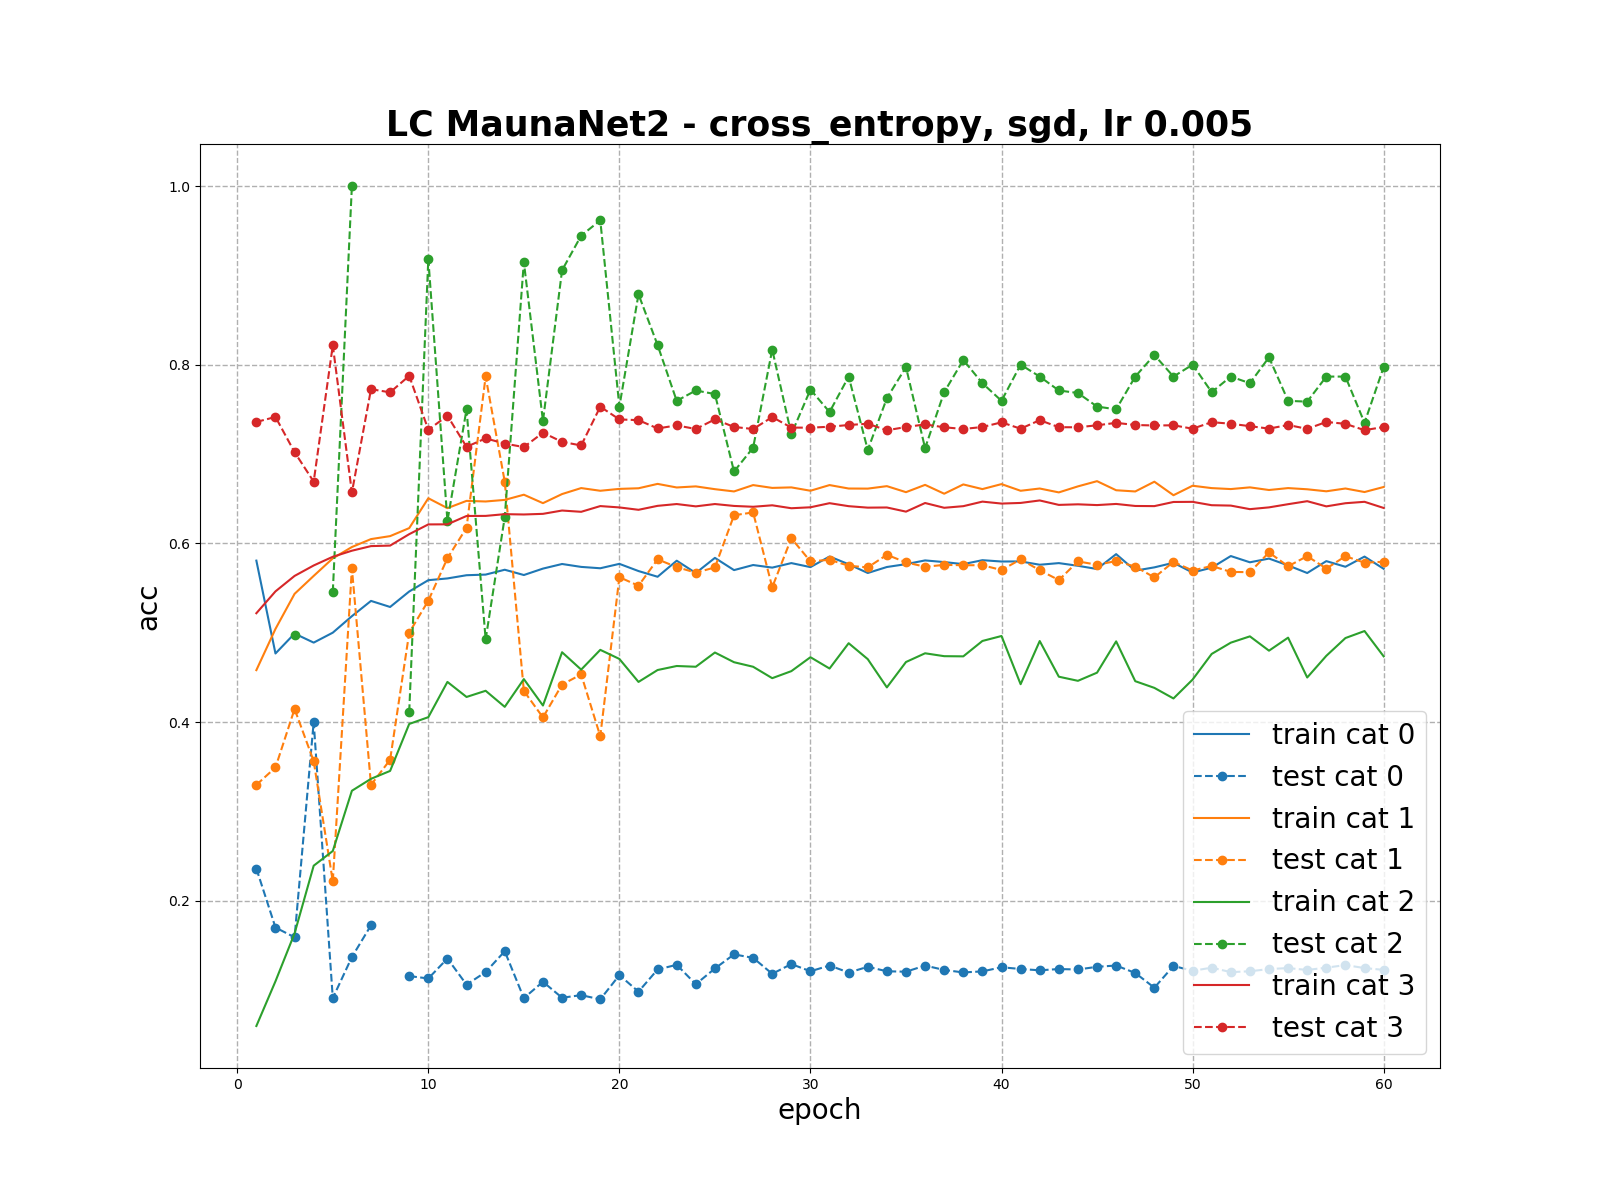 LC MaunaNet2 - cross_entropy, sgd, lr 0.005
acc
1.0
0.8
0.6
0.4
0.2
0 10 20 30 40 50 60
epoch
train cat 0
test cat 0
train cat 1
test cat 1
train cat 2
test cat 2
train cat 3
test cat 3